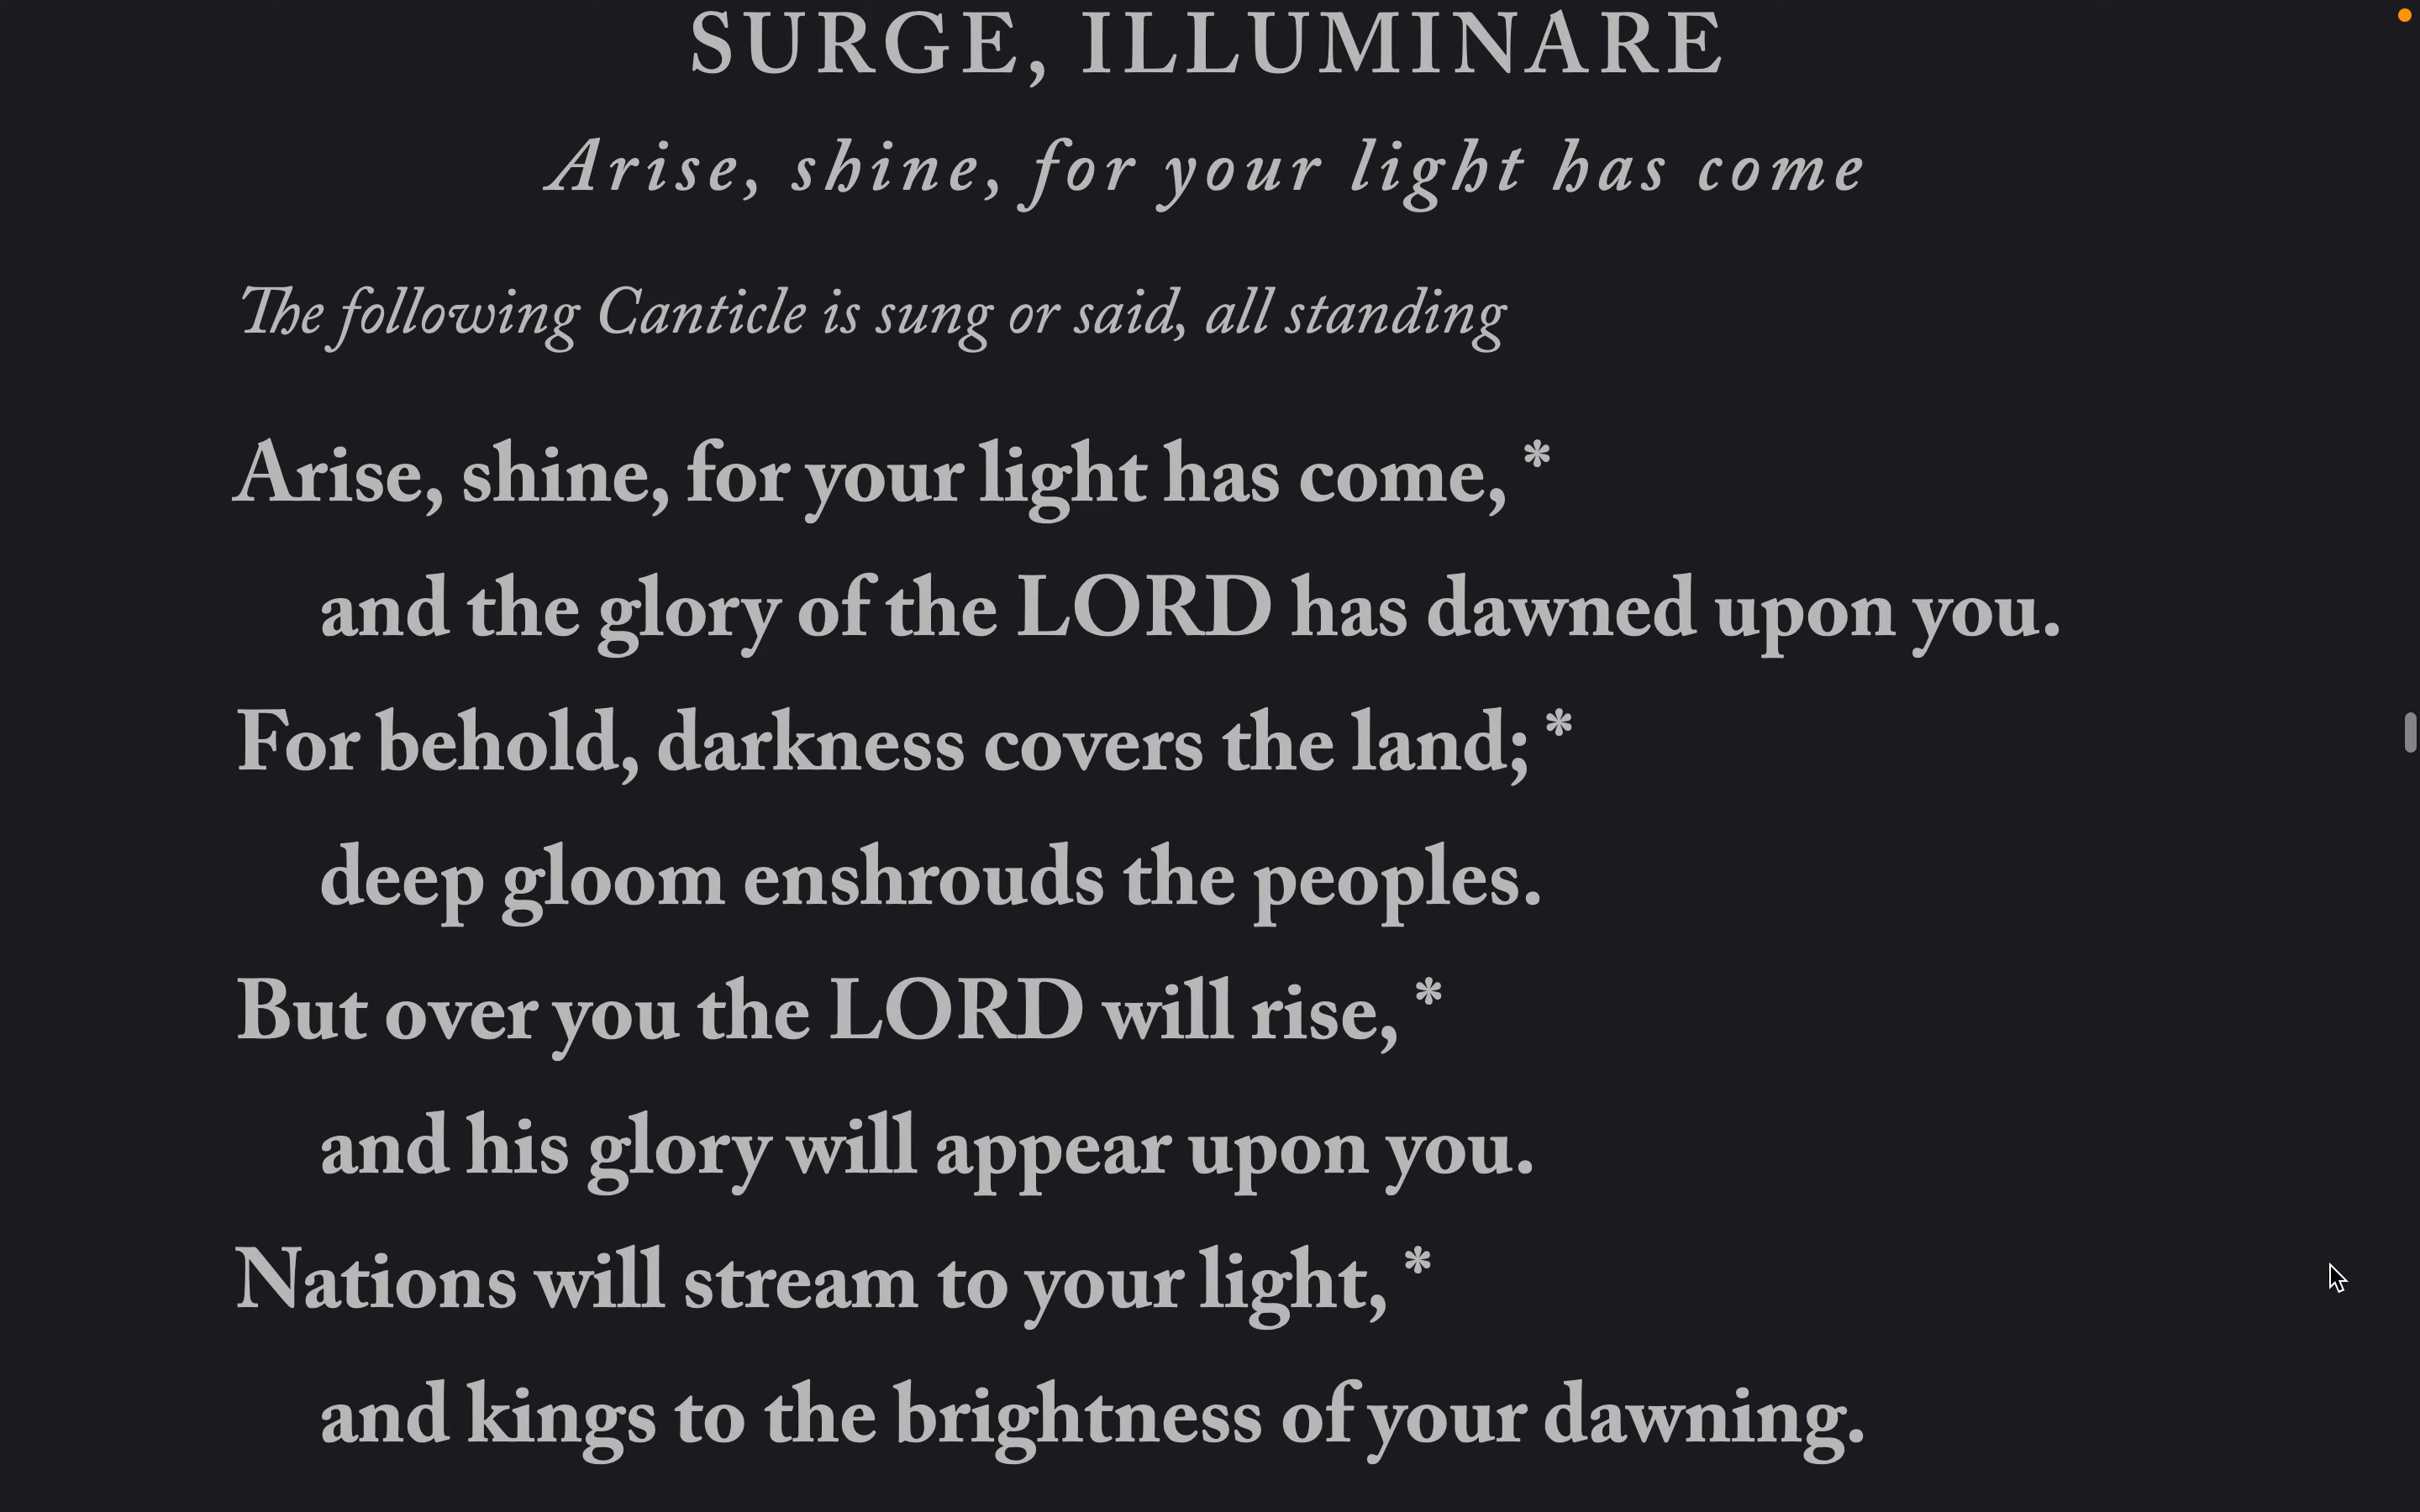 SURGE, ILLUMINARE
Arise, shine, for your light has come
The following Canticle is sung or said, all standing
Arise, shine, for your light has come, *
and the glory of the LORD has dawned upon you.
For behold, darkness covers the land; *
deep gloom enshrouds the peoples.
But over you the LORD will rise, *
and his glory will appear upon you.
Nations will stream to your light, *
and kings to the brightness of your dawning.